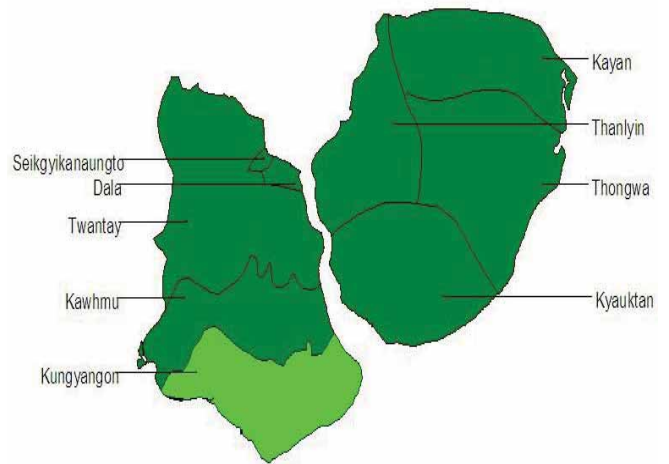 Kayan
Thanlyin
Seikgyikanaungto
Dala
Thongwa
Twantay
Kawhmu
Kyauktan
Kungyangon